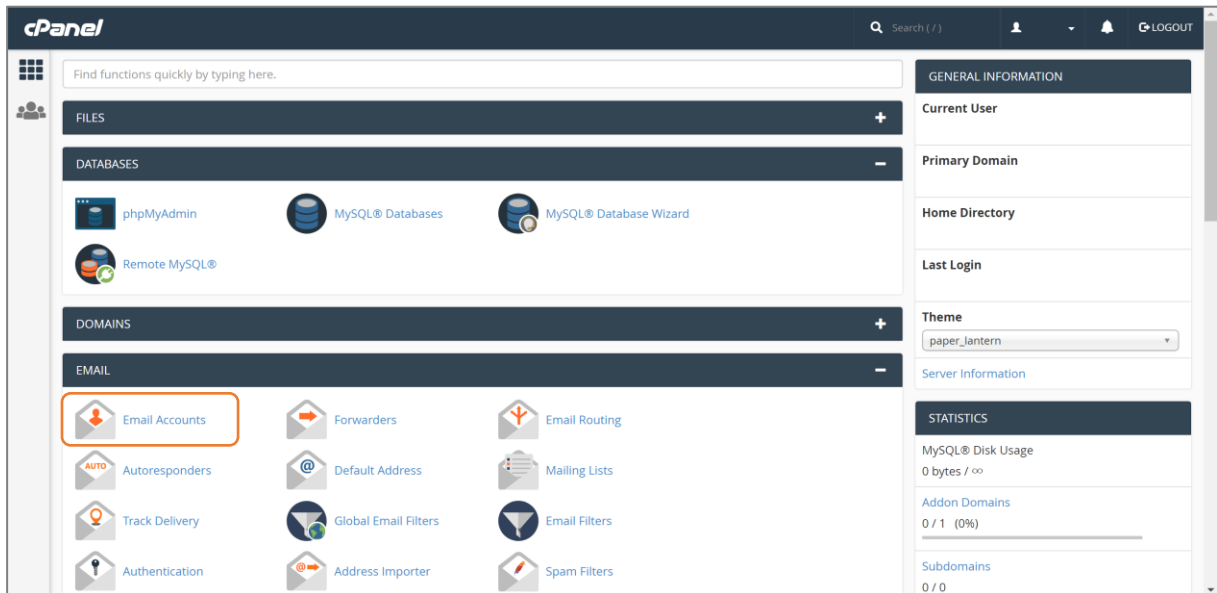 cPanel
Search ( / )
LOGOUT
Find functions quickly by typing here.
FILES
DATABASES
phpMyAdmin
MySQL® Databases
MySQL® Database Wizard
Remote MySQL®
DOMAINS
EMAIL
Email Accounts
Forwarders
Email Routing
AUTO
Autoresponders
@
Default Address
Mailing Lists
Track Delivery
Global Email Filters
Email Filters
Authentication
@
Address Importer
Spam Filters
GENERAL INFORMATION
Current User
Primary Domain
Home Directory
Last Login
Theme
paper_lantern
Server Information
STATISTICS
MySQL® Disk Usage
0 bytes / ∞
Addon Domains
0 / 1 (0%)
Subdomains
0 / 0